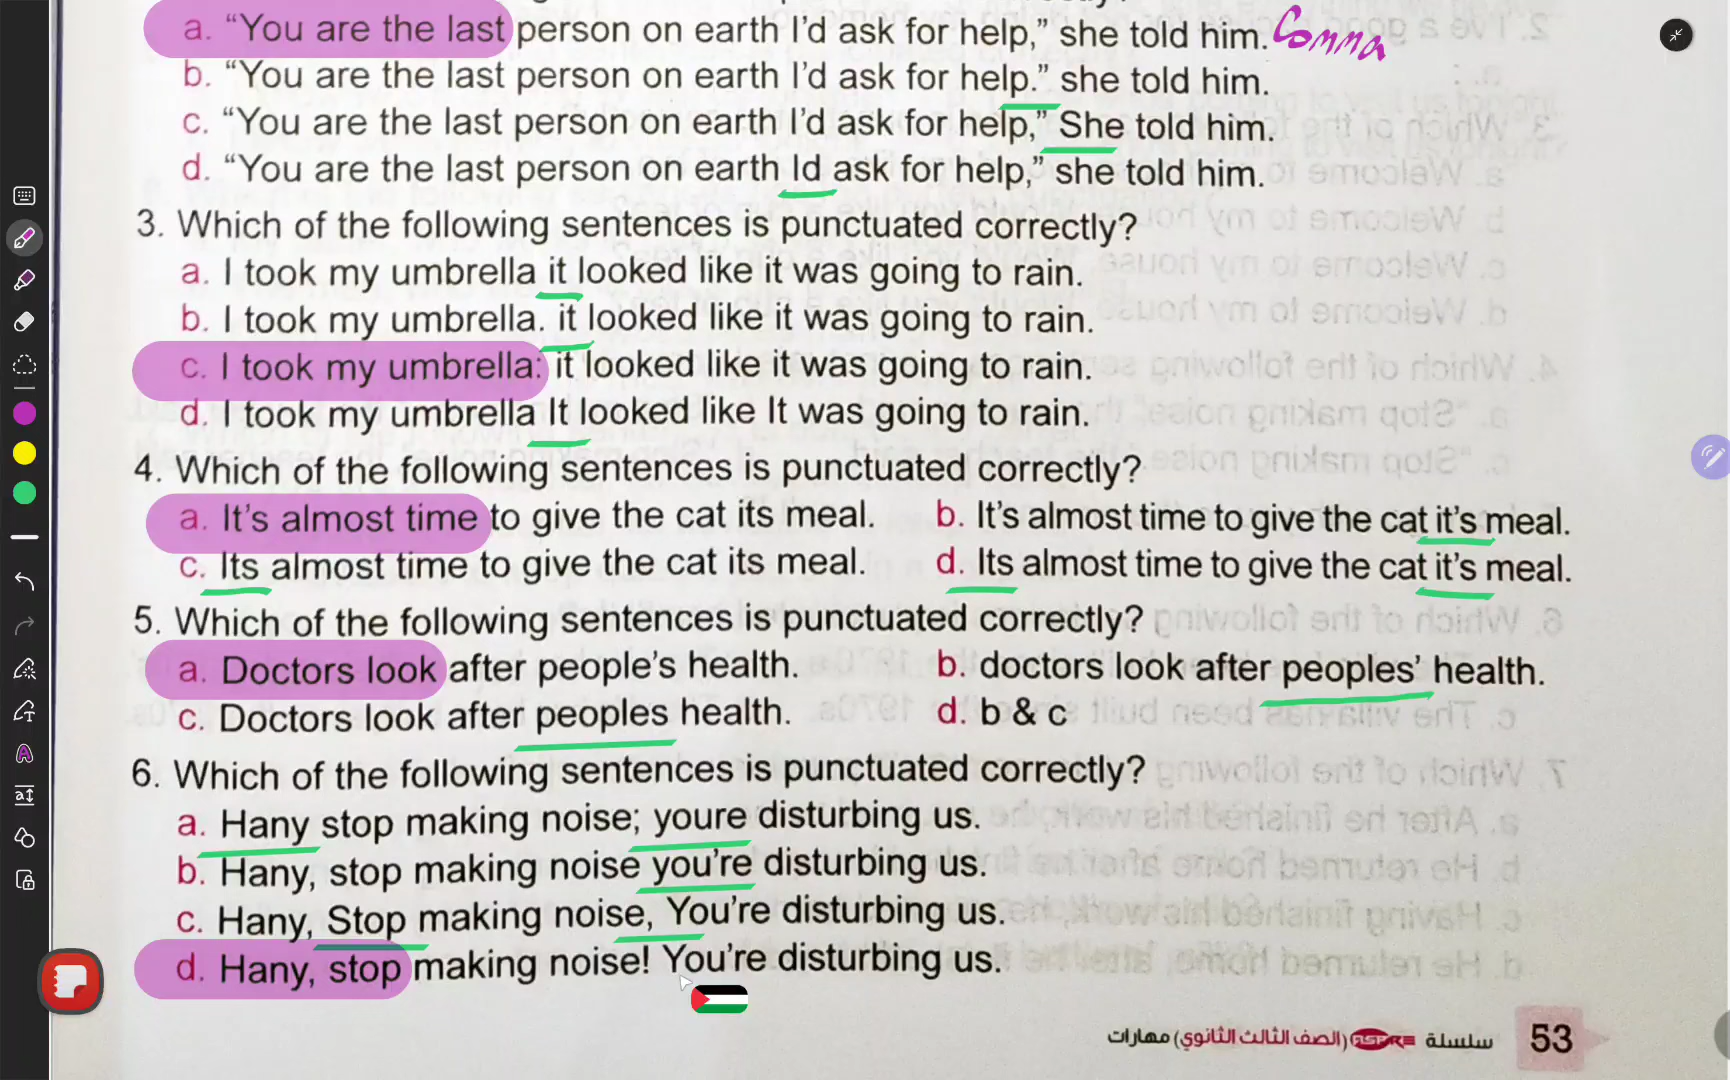 a. “You are the last person on earth I’d ask for help,” she told him. Comma
b. “You are the last person on earth I’d ask for help.” she told him.
c. “You are the last person on earth I’d ask for help,” She told him.
d. “You are the last person on earth Id ask for help,” she told him.
3. Which of the following sentences is punctuated correctly?
a. I took my umbrella it looked like it was going to rain.
b. I took my umbrella. it looked like it was going to rain.
c. I took my umbrella: it looked like it was going to rain.
d. I took my umbrella It looked like It was going to rain.
4. Which of the following sentences is punctuated correctly?
a. It’s almost time to give the cat its meal. b. It’s almost time to give the cat it’s meal.
c. Its almost time to give the cat its meal. d. Its almost time to give the cat it’s meal.
5. Which of the following sentences is punctuated correctly?
a. Doctors look after people’s health. b. doctors look after peoples’ health.
c. Doctors look after peoples health. d. b & c
6. Which of the following sentences is punctuated correctly?
a. Hany stop making noise; youre disturbing us.
b. Hany, stop making noise you’re disturbing us.
c. Hany, Stop making noise, You’re disturbing us.
d. Hany, stop making noise! You’re disturbing us.
سلسلة ASPIRE (الصف الثالث الثانوي) مهارات 53